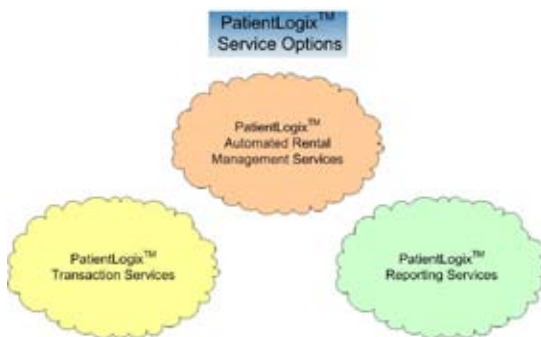 PatientLogix™
Service Options
PatientLogix™
Automated Rental
Management Services
PatientLogix™
Transaction Services
PatientLogix™
Reporting Services